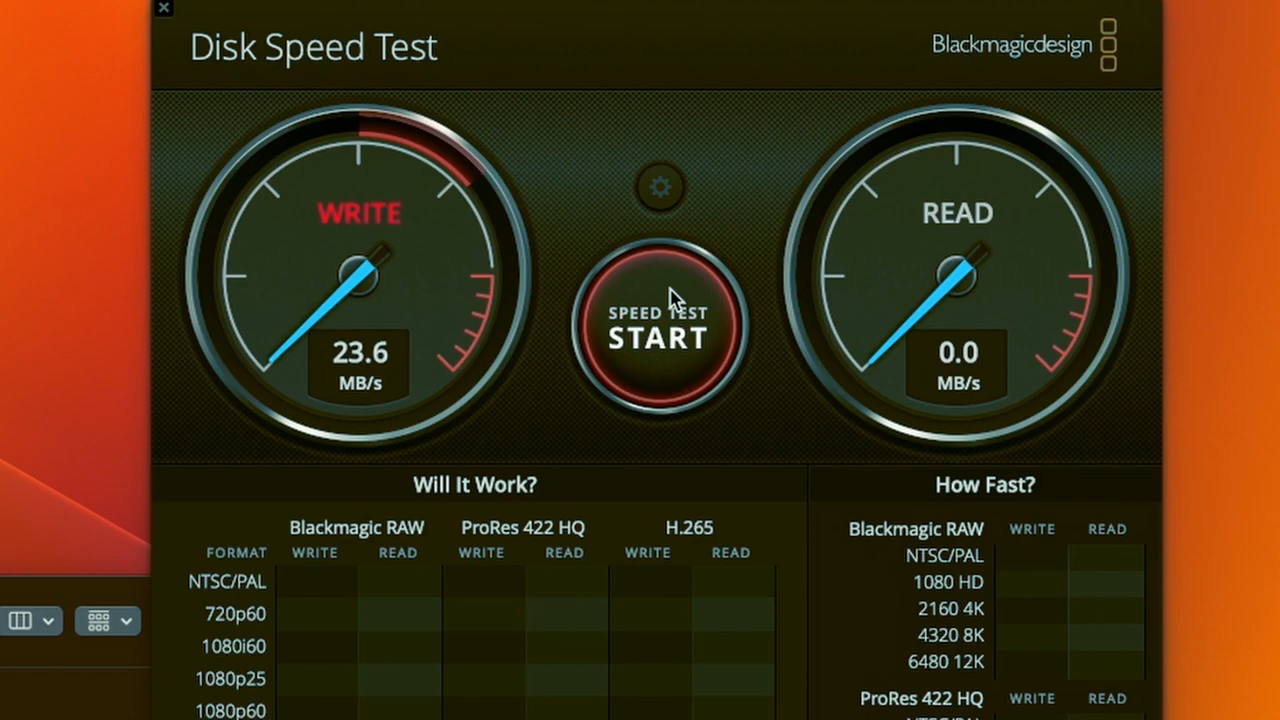 Disk Speed Test
Blackmagicdesign
WRITE
23.6
MB/s
SPEED TEST
START
READ
0.0
MB/s
Will It Work?
Blackmagic RAW ProRes 422 HQ H.265
FORMAT WRITE READ WRITE READ WRITE READ
NTSC/PAL
720p60
1080i60
1080p25
1080p60
How Fast?
Blackmagic RAW WRITE READ
NTSC/PAL
1080 HD
2160 4K
4320 8K
6480 12K
ProRes 422 HQ WRITE READ